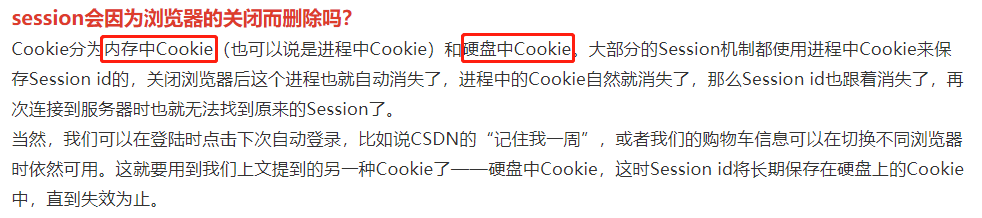 session会因为浏览器的关闭而删除吗？
Cookie分为内存中Cookie（也可以说是进程中Cookie）和硬盘中Cookie。大部分的Session机制都使用进程中Cookie来保
存Session id的，关闭浏览器后这个进程也就自动消失了，进程中的Cookie自然就消失了，那么Session id也跟着消失了，再
次连接到服务器时也就无法找到原来的Session了。
当然，我们可以在登陆时点击下次自动登录，比如说CSDN的“记住我一周”，或者我们的购物车信息可以在切换不同浏览器
时依然可用。这就要用到我们上文提到的另一种Cookie了——硬盘中Cookie，这时Session id将长期保存在硬盘上的Cookie
中，直到失效为止。